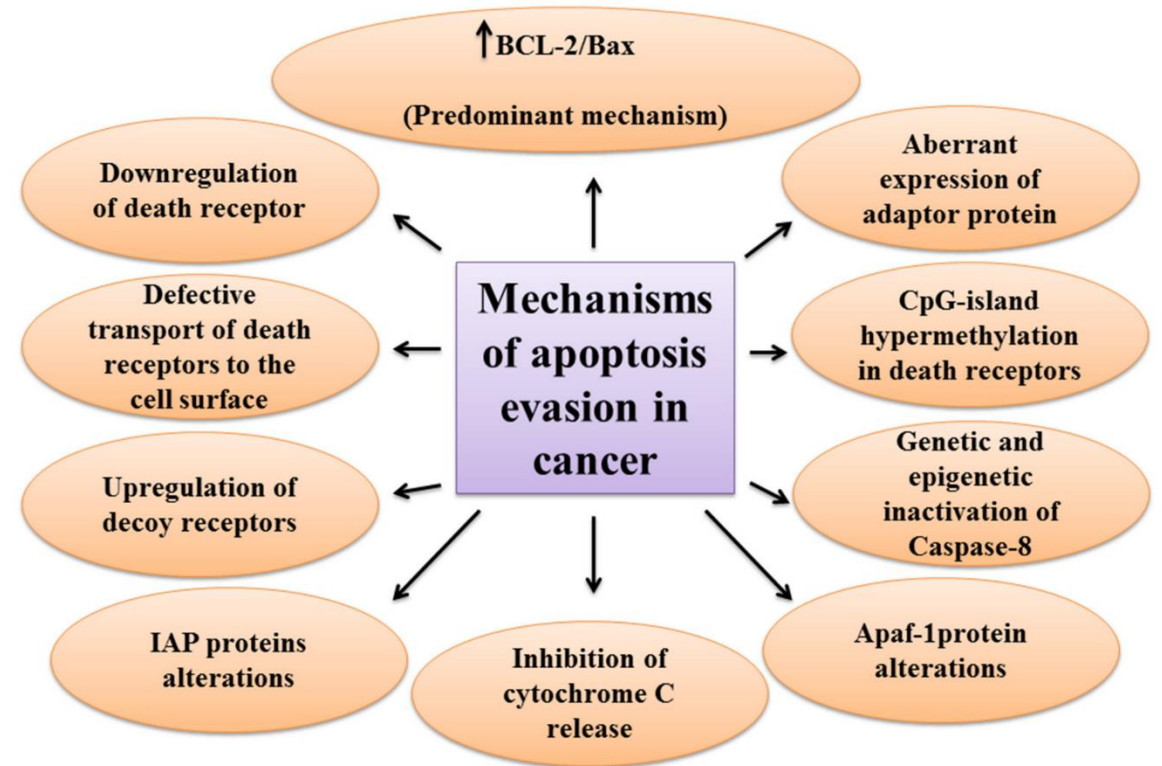 ↑BCL-2/Bax
(Predominant mechanism)
Downregulation
of death receptor
Aberrant
expression of
adaptor protein
Defective
transport of death
receptors to the
cell surface
Mechanisms
of apoptosis
evasion in
cancer
CpG-island
hypermethylation
in death receptors
Upregulation of
decoy receptors
Genetic and
epigenetic
inactivation of
Caspase-8
IAP proteins
alterations
Inhibition of
cytochrome C
release
Apaf-1protein
alterations